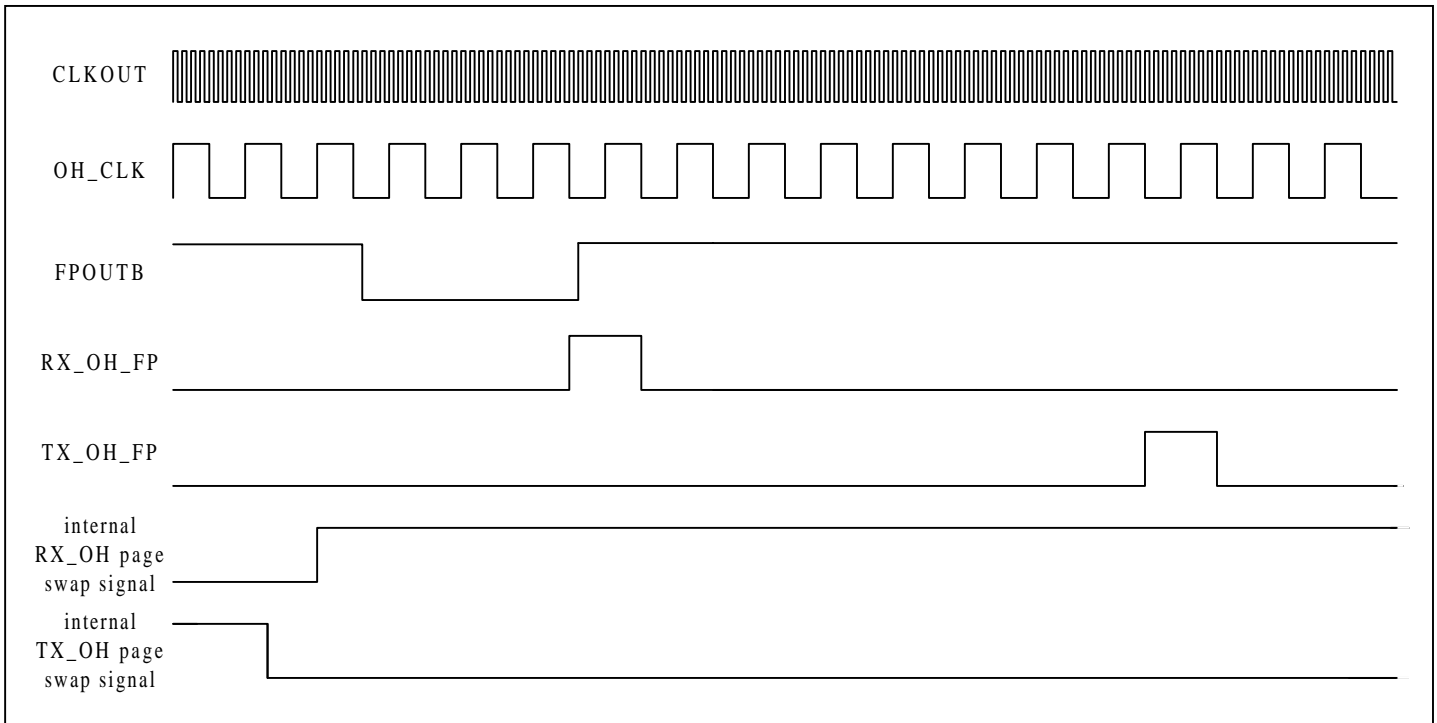 CLKOUT
OH_CLK
FPOUTB
RX_OH_FP
TX_OH_FP
internal
RX_OH page
swap signal
internal
TX_OH page
swap signal